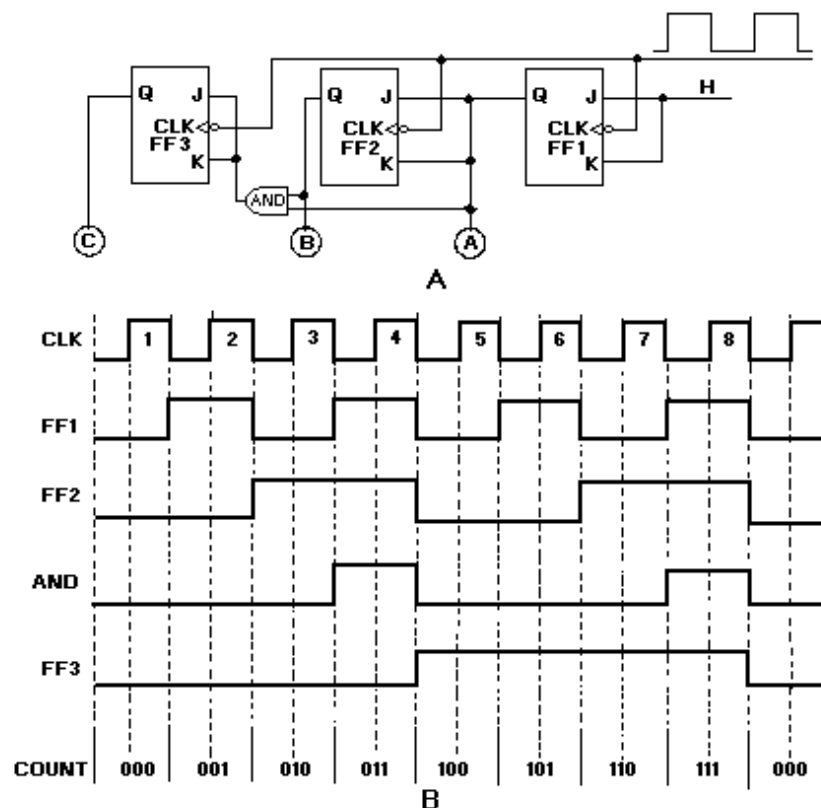 Q J Q J Q J H
CLK CLK CLK
FF3 FF2 FF1
K K K
AND
C B A
A
CLK 1 2 3 4 5 6 7 8
FF1
FF2
AND
FF3
COUNT 000 001 010 011 100 101 110 111 000
B